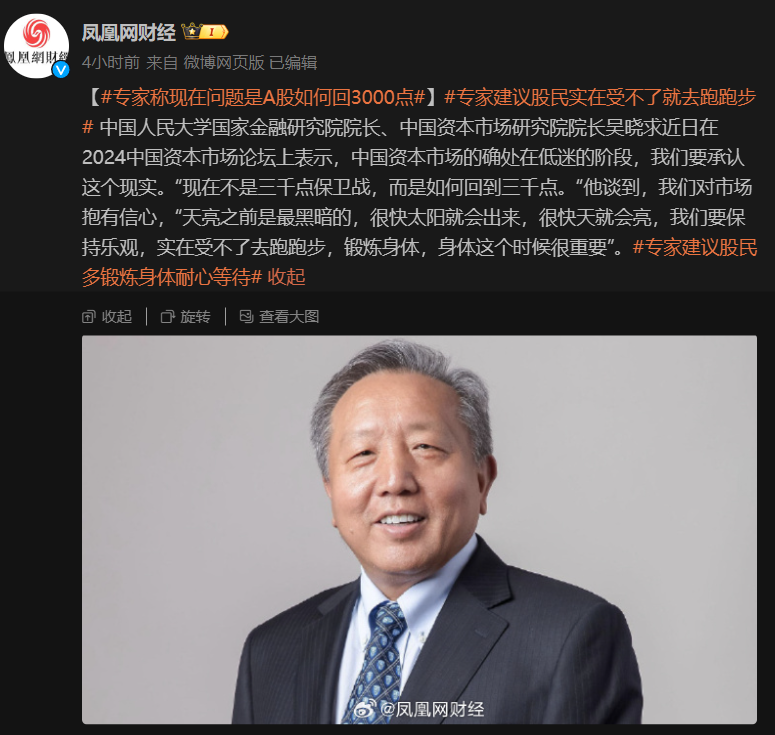 鳳凰網財經
凤凰网财经 I
4小时前 来自 微博网页版 已编辑
【#专家称现在问题是A股如何回3000点#】#专家建议股民实在受不了就去跑跑步
# 中国人民大学国家金融研究院院长、中国资本市场研究院院长吴晓求近日在
2024中国资本市场论坛上表示，中国资本市场的确处在低迷的阶段，我们要承认
这个现实。“现在不是三千点保卫战，而是如何回到三千点。”他谈到，我们对市场
抱有信心，“天亮之前是最黑暗的，很快太阳就会出来，很快天就会亮，我们要保
持乐观，实在受不了去跑跑步，锻炼身体，身体这个时候很重要”。#专家建议股民
多锻炼身体耐心等待# 收起
收起 旋转 查看大图
@凤凰网财经